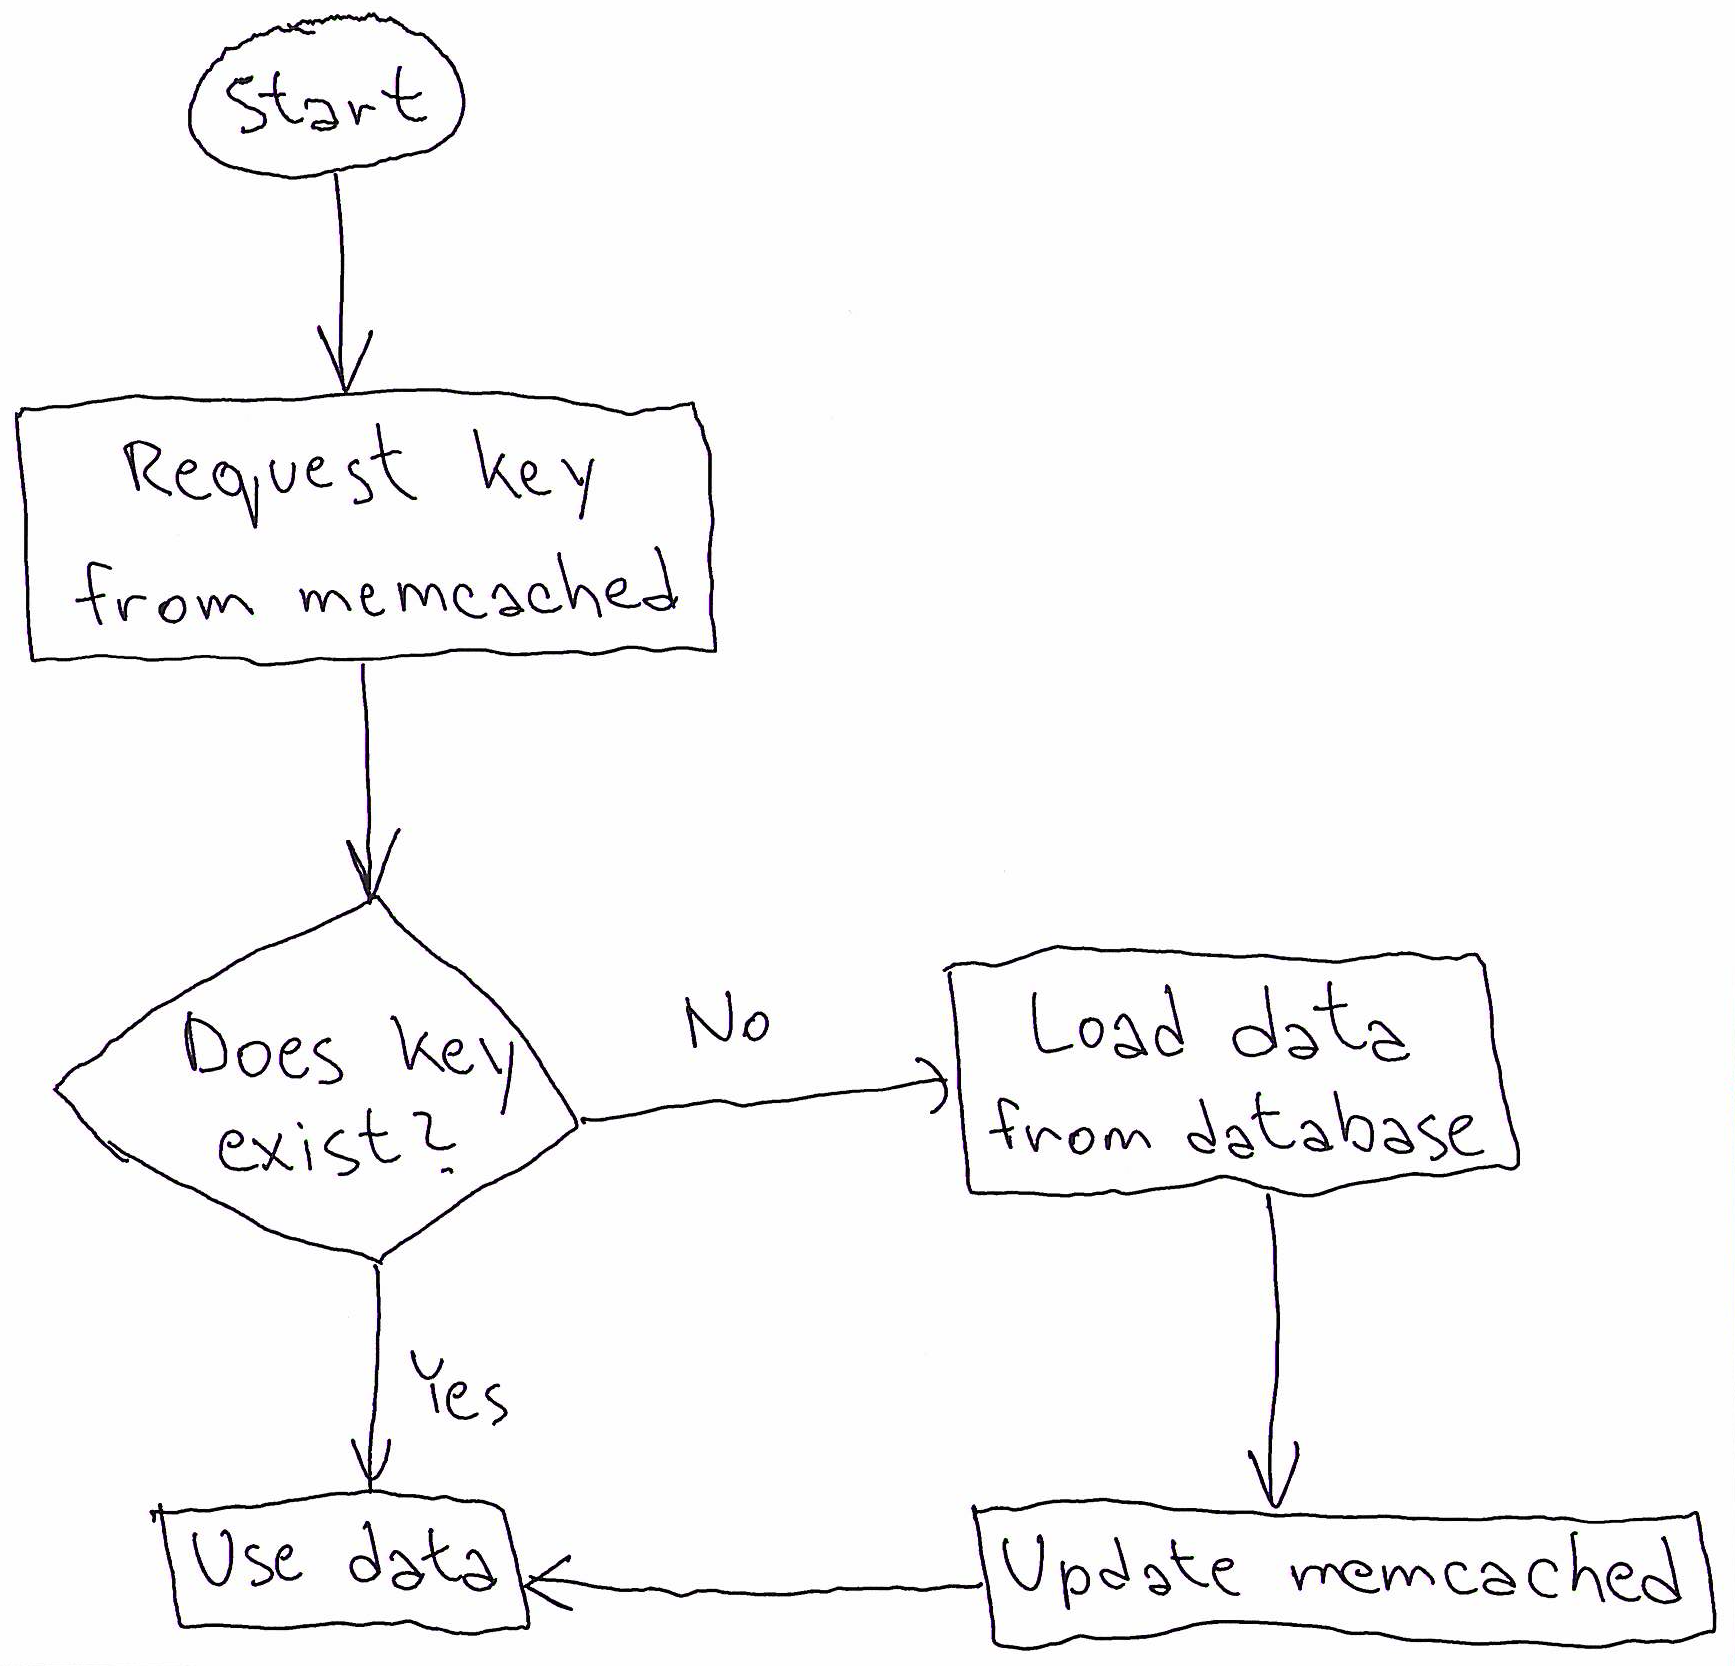 Start
Request key
from memcached
Does key
exist?
No
Load data
from database
Yes
Use data
Update memcached